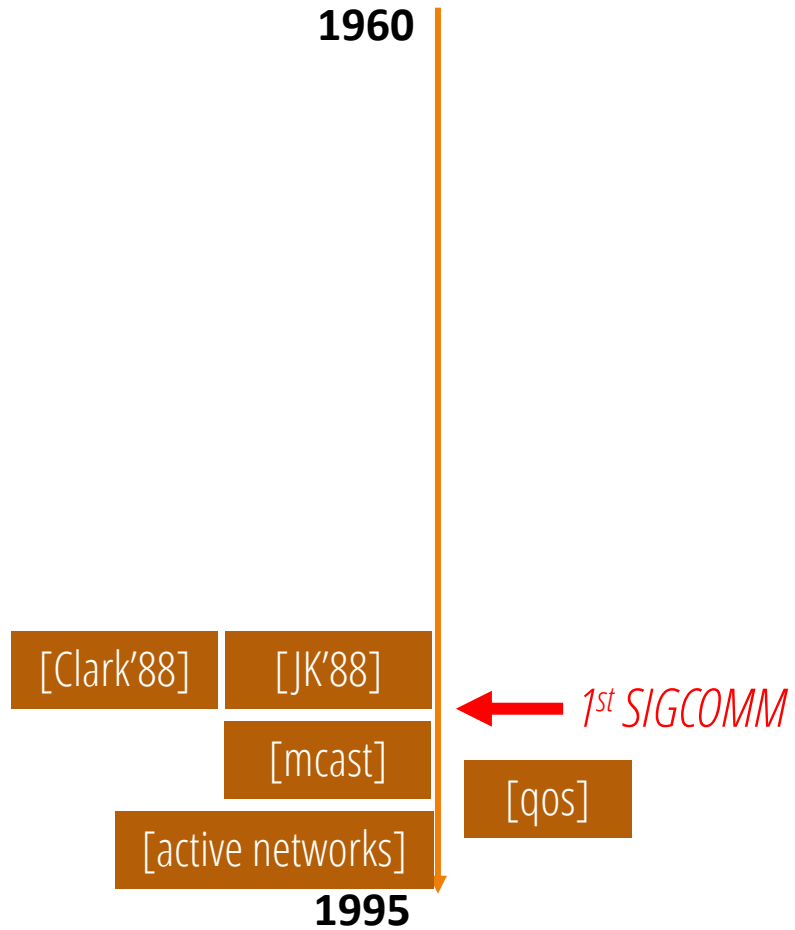 1960
[Clark’88]
[JK’88]
1st SIGCOMM
[mcast]
[qos]
[active networks]
1995